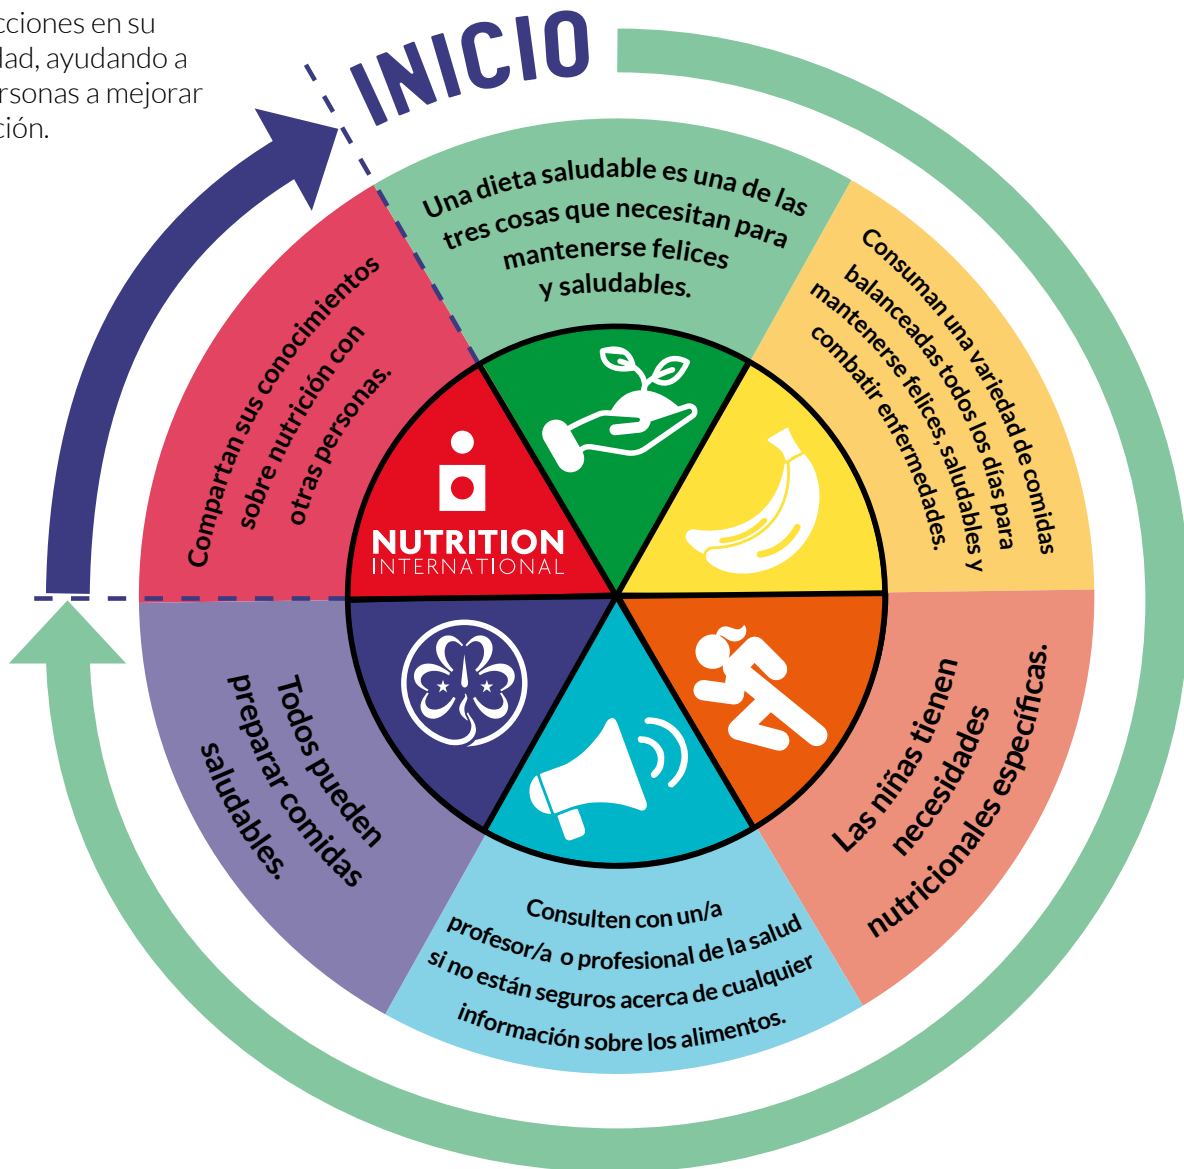 cciones en su
dad, ayudando a
ersonas a mejorar
ción.
INICIO
Una dieta saludable es una de las
tres cosas que necesitan para
mantenerse felices
y saludables.
Consuman una variedad de comidas
balanceadas todos los días para
mantenerse felices, saludables y
combatir enfermedades.
Las niñas tienen
necesidades
nutricionales específicas.
Consulten con un/a
profesor/a o profesional de la salud
si no están seguros acerca de cualquier
información sobre los alimentos.
Todos pueden
preparar comidas
saludables.
Compartan sus conocimientos
sobre nutrición con
otras personas.
NUTRITION
INTERNATIONAL